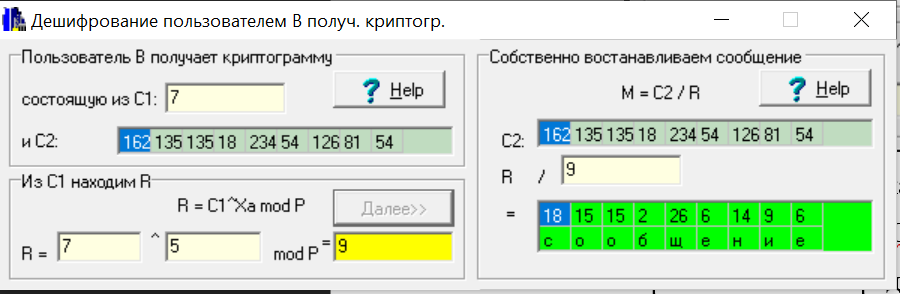 Дешифрование пользователем В получ. криптогр.
Пользователь В получает криптограмму
состоящую из С1: 7
? Help
и С2: 162 135 135 18 234 54 126 81 54
Из С1 находим R
R = C1^Xa mod P
Далее>>
R = 7 ^ 5 mod P = 9
Собственно востанавливаем сообщение
M = C2 / R
? Help
С2: 162 135 135 18 234 54 126 81 54
R / 9
= 18 15 15 2 26 6 14 9 6
с о о б щ е н и е